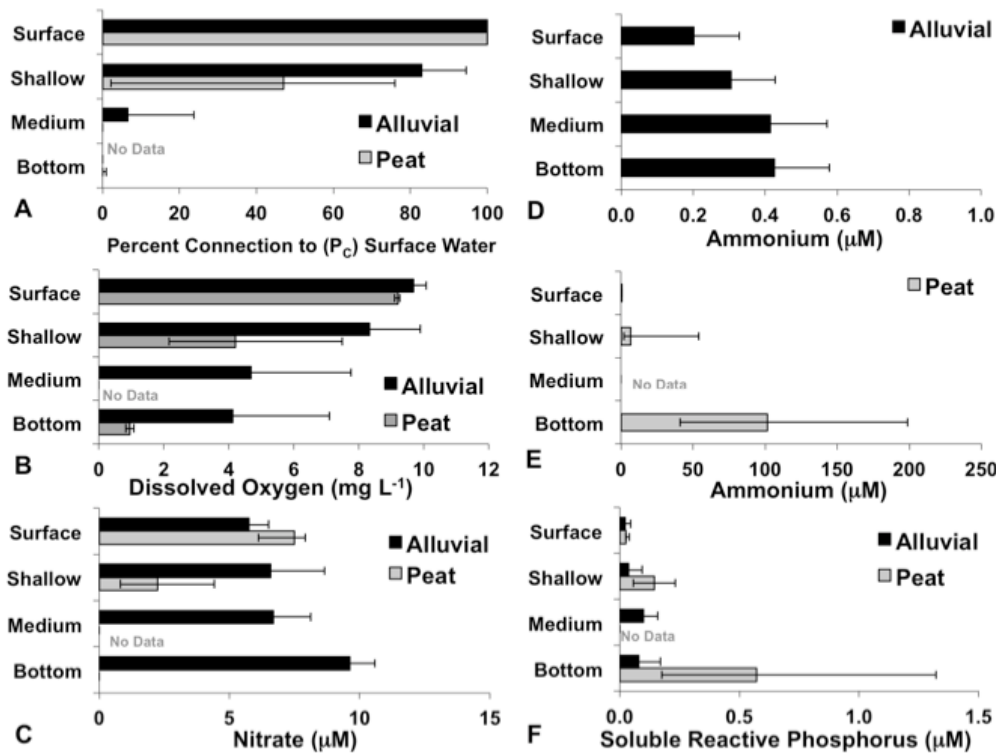 Surface
Shallow
Medium
Bottom
No Data
Alluvial
Peat
A
0 20 40 60 80 100
Percent Connection to (PC) Surface Water
Surface
Shallow
Medium
Bottom
No Data
Alluvial
Peat
B
0 2 4 6 8 10 12
Dissolved Oxygen (mg L-1)
Surface
Shallow
Medium
Bottom
No Data
Alluvial
Peat
C
0 5 10 15
Nitrate (μM)
Surface
Shallow
Medium
Bottom
Alluvial
D
0.0 0.2 0.4 0.6 0.8 1.0
Ammonium (μM)
Surface
Shallow
Medium
Bottom
No Data
Peat
E
0 50 100 150 200 250
Ammonium (μM)
Surface
Shallow
Medium
Bottom
No Data
Alluvial
Peat
F
0.0 0.5 1.0 1.5
Soluble Reactive Phosphorus (μM)